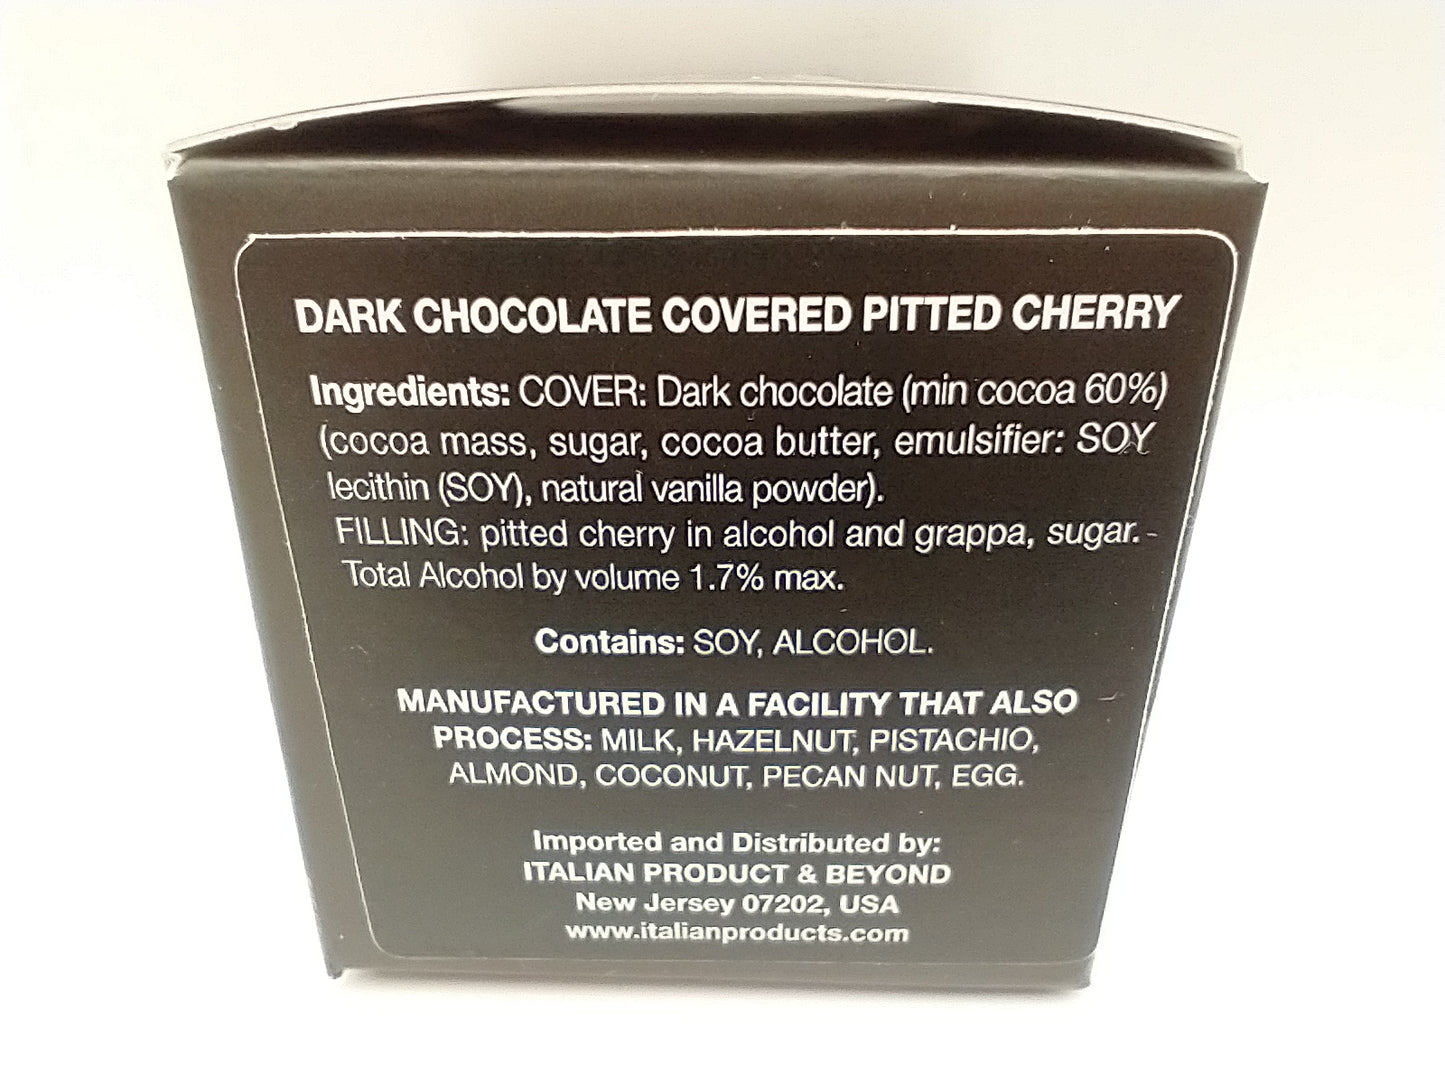 DARK CHOCOLATE COVERED PITTED CHERRY
Ingredients: COVER: Dark chocolate (min cocoa 60%)
(cocoa mass, sugar, cocoa butter, emulsifier: SOY
lecithin (SOY), natural vanilla powder).
FILLING: pitted cherry in alcohol and grappa, sugar.
Total Alcohol by volume 1.7% max.
Contains: SOY, ALCOHOL.
MANUFACTURED IN A FACILITY THAT ALSO
PROCESS: MILK, HAZELNUT, PISTACHIO,
ALMOND, COCONUT, PECAN NUT, EGG.
Imported and Distributed by:
ITALIAN PRODUCT & BEYOND
New Jersey 07202, USA
www.italianproducts.com